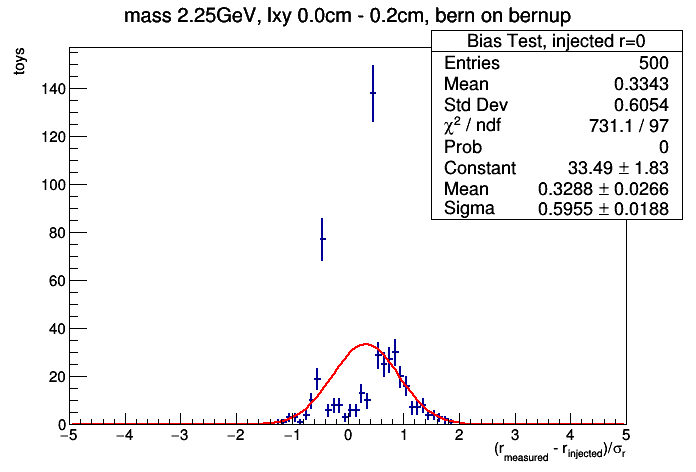 mass 2.25GeV, lxy 0.0cm - 0.2cm, bern on bernup
Bias Test, injected r=0
Entries 500
Mean 0.3343
Std Dev 0.6054
χ² / ndf 731.1 / 97
Prob 0
Constant 33.49 ± 1.83
Mean 0.3288 ± 0.0266
Sigma 0.5955 ± 0.0188
toys
140
120
100
80
60
40
20
0
−5 −4 −3 −2 −1 0 1 2 3 4 5
(r_measured - r_injected)/σ_r